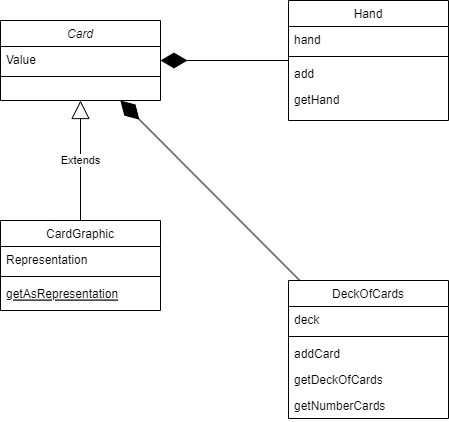 Card
Value
Hand
hand
add
getHand
Extends
CardGraphic
Representation
getAsRepresentation
DeckOfCards
deck
addCard
getDeckOfCards
getNumberCards